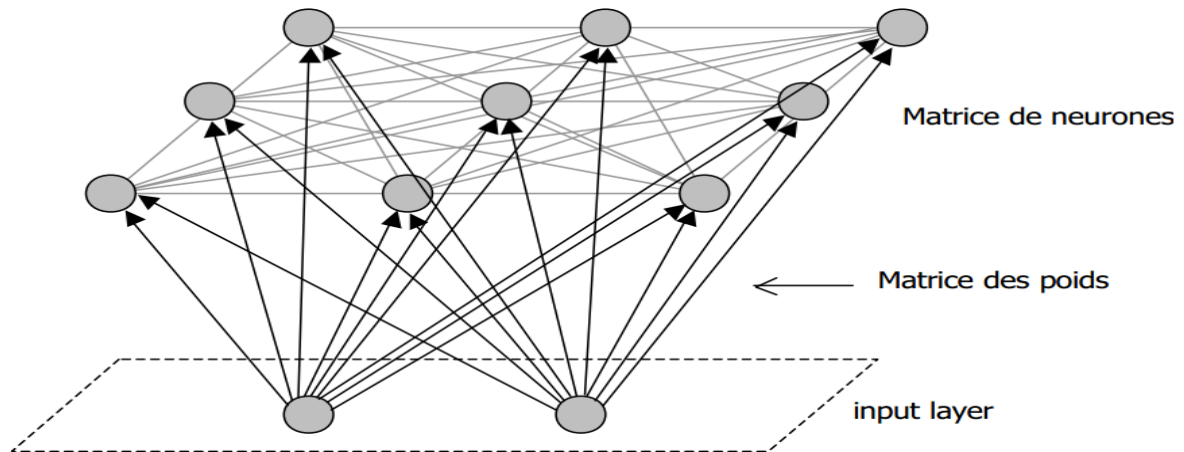 Matrice de neurones
Matrice des poids
input layer